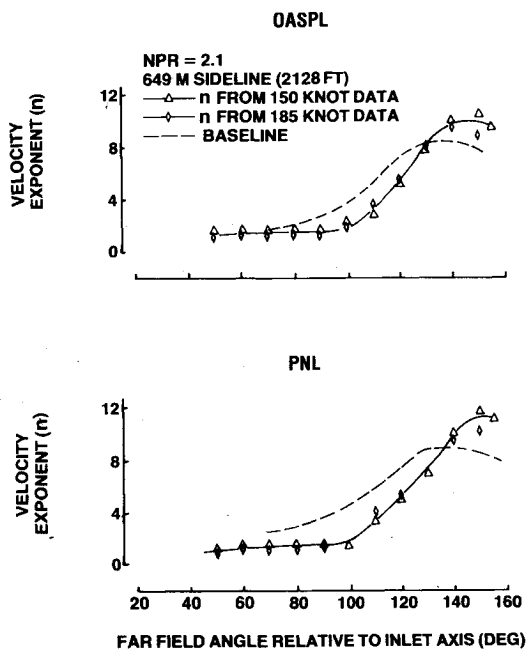 OASPL
NPR = 2.1
649 M SIDELINE (2128 FT)
n FROM 150 KNOT DATA
n FROM 185 KNOT DATA
BASELINE
VELOCITY
EXPONENT (n)
12
8
4
0
PNL
VELOCITY
EXPONENT (n)
12
8
4
0
20 40 60 80 100 120 140 160
FAR FIELD ANGLE RELATIVE TO INLET AXIS (DEG)